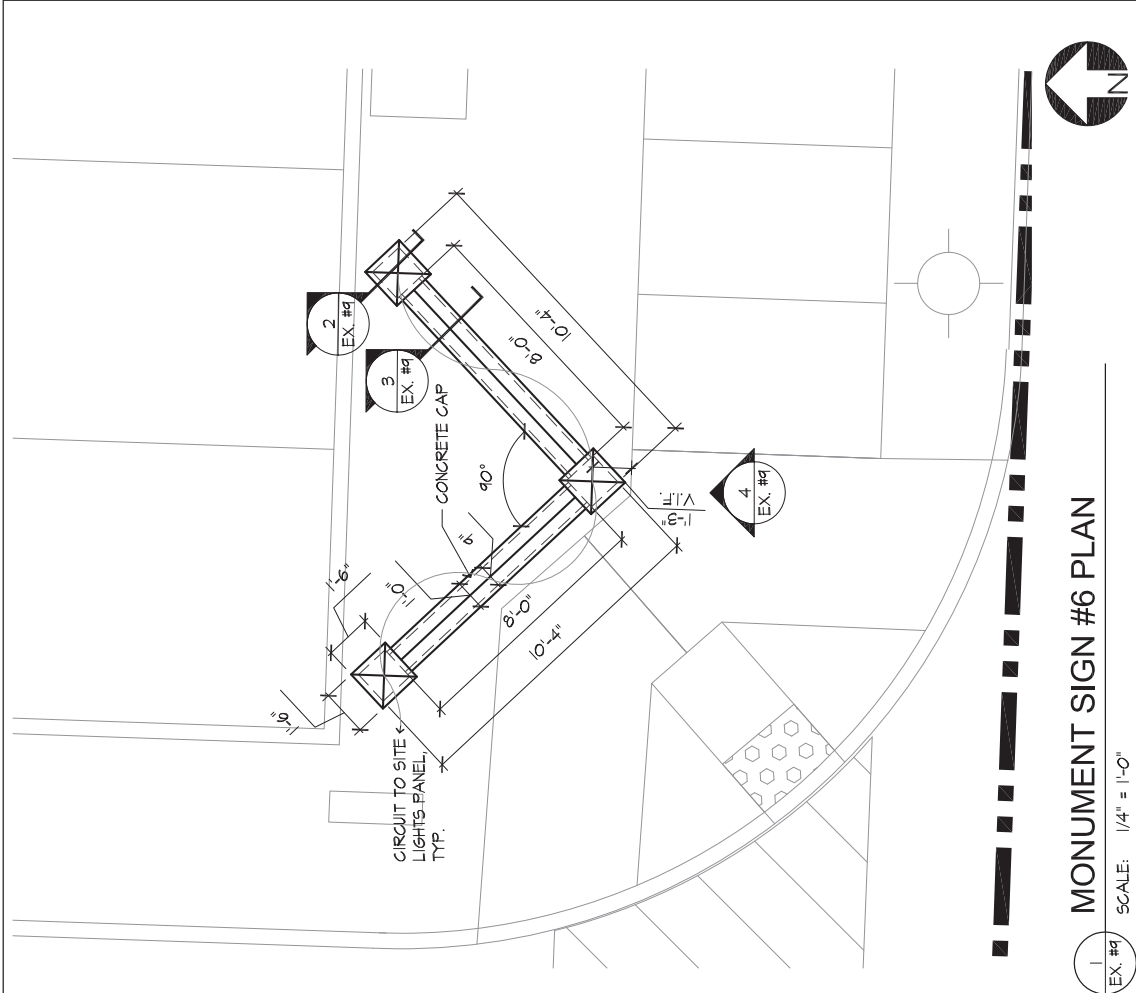 2
EX. #9
3
EX. #9
CONCRETE CAP
90°
10'-4"
8'-0"
9"
1'-0"
1'-6"
1'-6"
8'-0"
10'-4"
1'-3"
V.I.F.
4
EX. #9
CIRCUIT TO SITE
LIGHTS PANEL,
TYP.
N
1
EX. #9
MONUMENT SIGN #6 PLAN
SCALE: 1/4" = 1'-0"